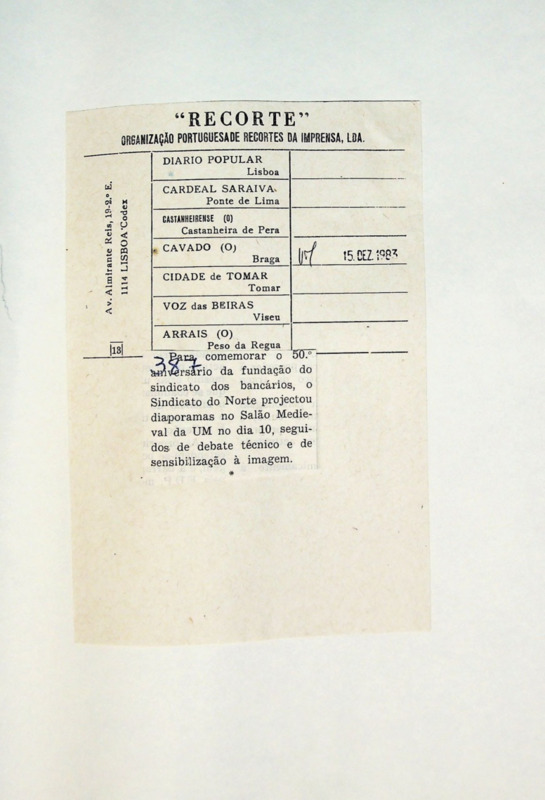 "RECORTE"
ORGANIZAÇÃO PORTUGUESA DE RECORTES DA IMPRENSA, LDA.
Av. Almirante Reis, 19-2.º E.
1114 LISBOA Codex
13
DIARIO POPULAR
Lisboa
CARDEAL SARAIVA
Ponte de Lima
CASTANHEIRENSE (O)
Castanheira de Pera
CAVADO (O)
Braga
15. DEZ. 1983
CIDADE de TOMAR
Tomar
VOZ das BEIRAS
Viseu
ARRAIS (O)
Peso da Regua
387
Para comemorar o 50.º
aniversário da fundação do
sindicato dos bancários, o
Sindicato do Norte projectou
diaporamas no Salão Medie-
val da UM no dia 10, segui-
dos de debate técnico e de
sensibilização à imagem.